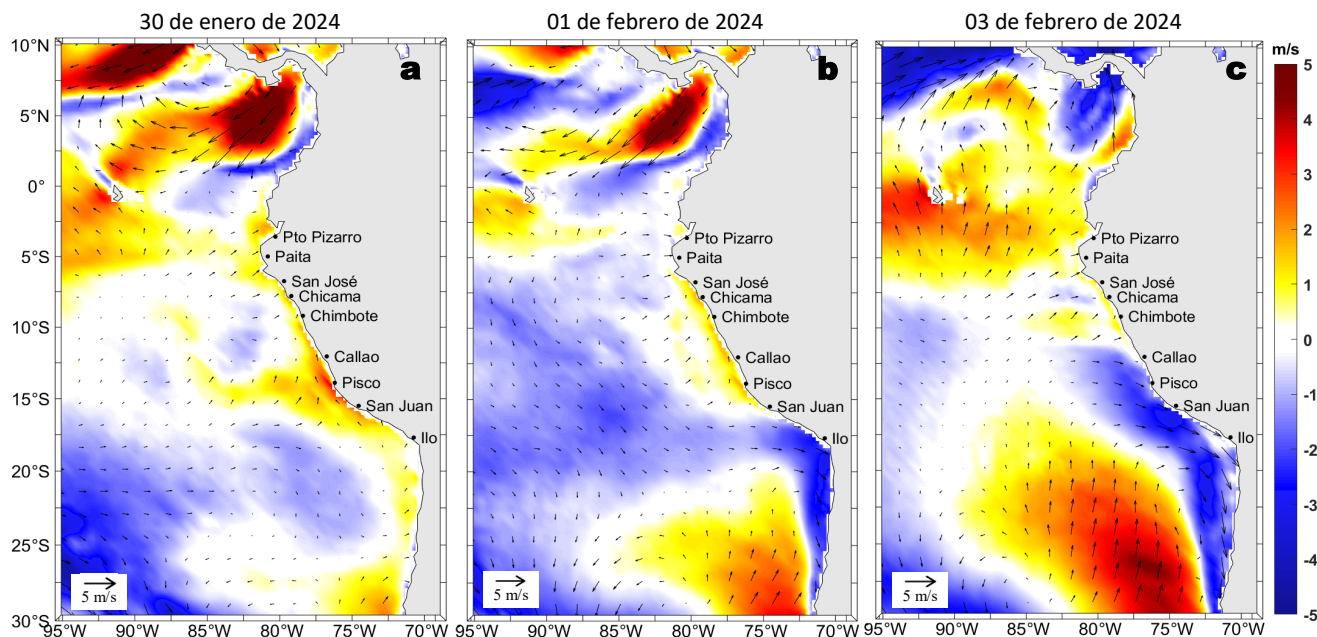 30 de enero de 2024
01 de febrero de 2024
03 de febrero de 2024
10°N
5°N
0°
5°S
10°S
15°S
20°S
25°S
30°S
a
Pto Pizarro
Paita
San José
Chicama
Chimbote
Callao
Pisco
San Juan
Ilo
5 m/s
95°W 90°W 85°W 80°W 75°W 70°W
b
Pto Pizarro
Paita
San José
Chicama
Chimbote
Callao
Pisco
San Juan
Ilo
5 m/s
95°W 90°W 85°W 80°W 75°W 70°W
c
Pto Pizarro
Paita
San José
Chicama
Chimbote
Callao
Pisco
San Juan
Ilo
5 m/s
95°W 90°W 85°W 80°W 75°W 70°W
m/s
5
4
3
2
1
0
-1
-2
-3
-4
-5